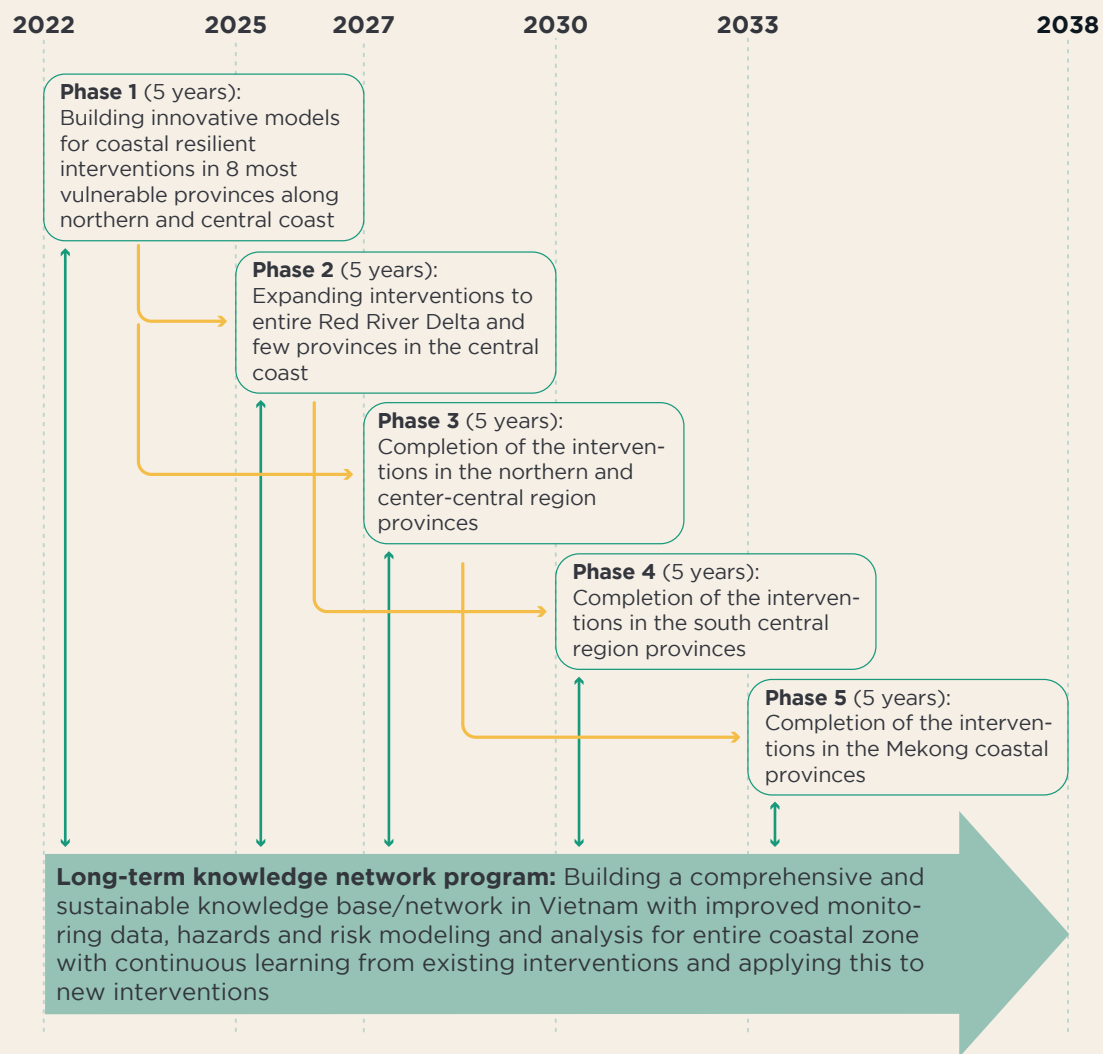 2022 2025 2027 2030 2033 2038
Phase 1 (5 years):
Building innovative models
for coastal resilient
interventions in 8 most
vulnerable provinces along
northern and central coast
Phase 2 (5 years):
Expanding interventions to
entire Red River Delta and
few provinces in the central
coast
Phase 3 (5 years):
Completion of the interven-
tions in the northern and
center-central region
provinces
Phase 4 (5 years):
Completion of the interven-
tions in the south central
region provinces
Phase 5 (5 years):
Completion of the interven-
tions in the Mekong coastal
provinces
Long-term knowledge network program: Building a comprehensive and
sustainable knowledge base/network in Vietnam with improved monito-
ring data, hazards and risk modeling and analysis for entire coastal zone
with continuous learning from existing interventions and applying this to
new interventions